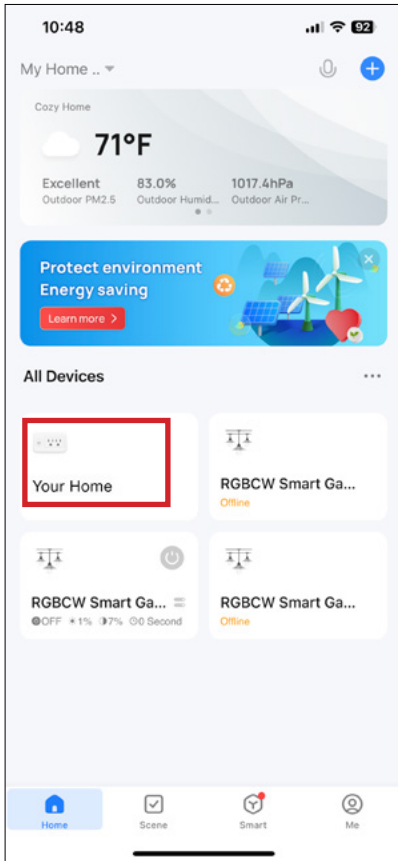 10:48
92
My Home .. 
Cozy Home
71°F
Excellent 83.0% 1017.4hPa
Outdoor PM2.5 Outdoor Humid... Outdoor Air Pr...
Protect environment
Energy saving
Learn more >
All Devices
Your Home
RGBCW Smart Ga...
Offline
RGBCW Smart Ga...
OFF 1% 7% 0 Second
RGBCW Smart Ga...
Offline
Home Scene Smart Me